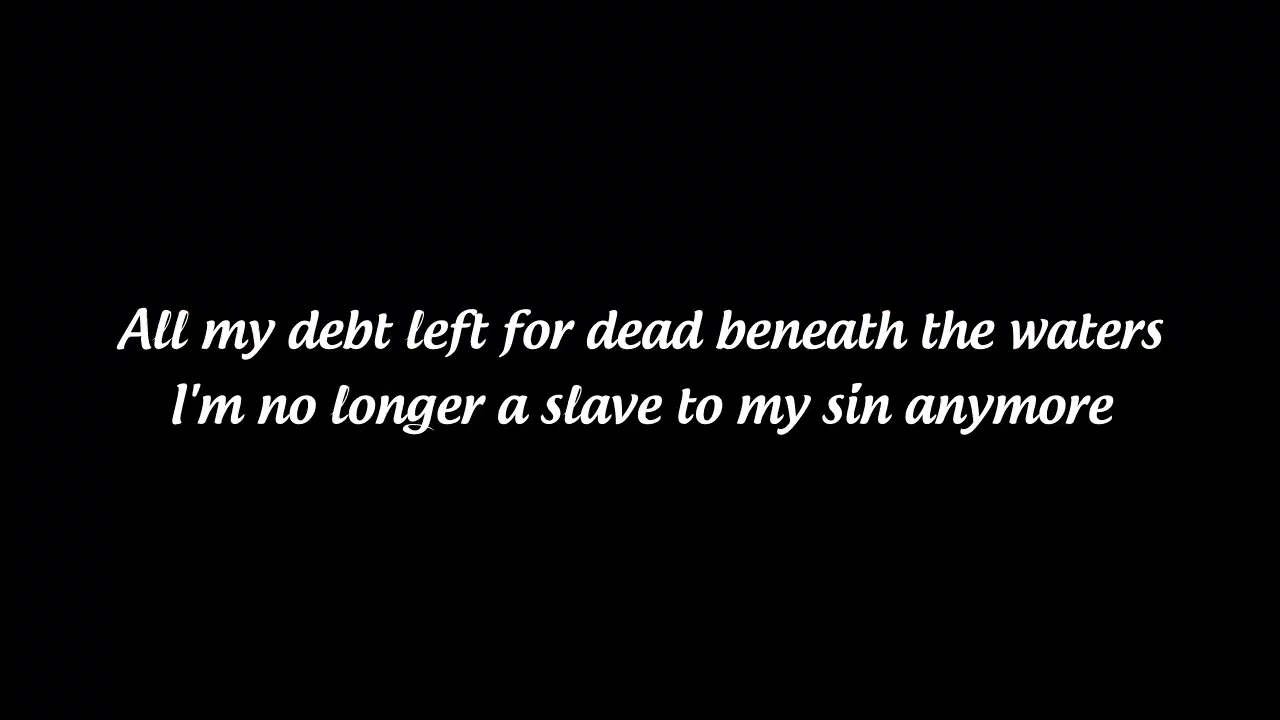 All my debt left for dead beneath the waters
I'm no longer a slave to my sin anymore